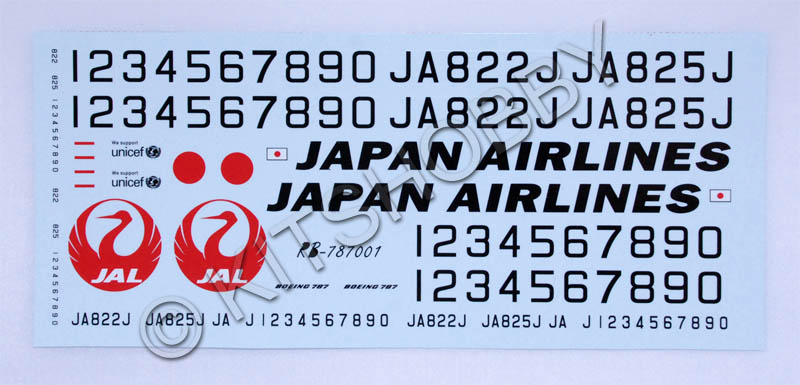 822 825 1234567890 822 825 1234567890
1234567890 JA822J JA825J
1234567890 JA822J JA825J
We support
unicef
We support
unicef
JAPAN AIRLINES
JAPAN AIRLINES
JAL
JAL
RB-787001
1234567890
1234567890
BOEING 787 BOEING 787
JA822J JA825J JA J1234567890 JA822J JA825J JA J1234567890
© KITSHOBBY